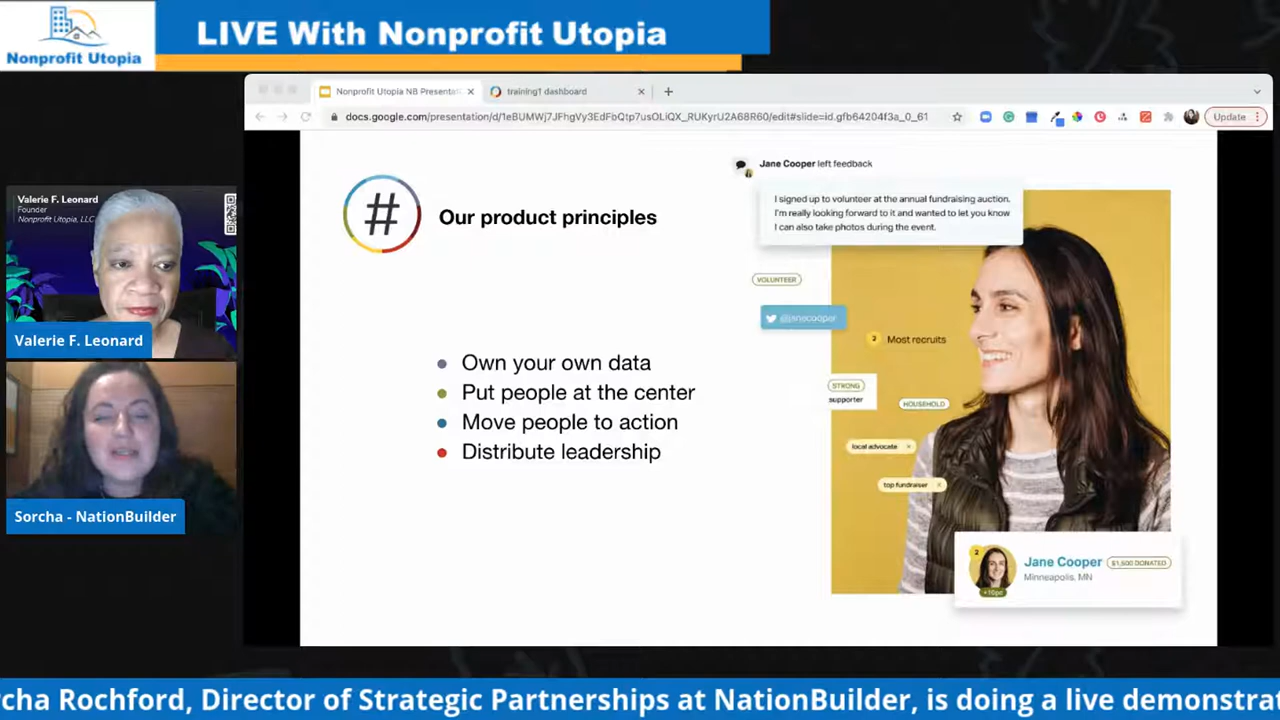 Nonprofit Utopia
LIVE With Nonprofit Utopia
Nonprofit Utopia NB Presentat
training1 dashboard
docs.google.com/presentation/d/1eBUMWj7JFhgVy3EdFbQtp7usOLiQX_RUKyrU2A68R60/edit#slide=id.gfb64204f3a_0_61
Update
Valerie F. Leonard
Founder
Nonprofit Utopia, LLC
Valerie F. Leonard
Sorcha - NationBuilder
#
Our product principles
Own your own data
Put people at the center
Move people to action
Distribute leadership
Jane Cooper left feedback
I signed up to volunteer at the annual fundraising auction.
I'm really looking forward to it and wanted to let you know
I can also take photos during the event.
VOLUNTEER
@janecooper
2 Most recruits
STRONG
supporter
HOUSEHOLD
local advocate ×
top fundraiser ×
2
Jane Cooper $1,500 DONATED
Minneapolis, MN
rcha Rochford, Director of Strategic Partnerships at NationBuilder, is doing a live demonstra